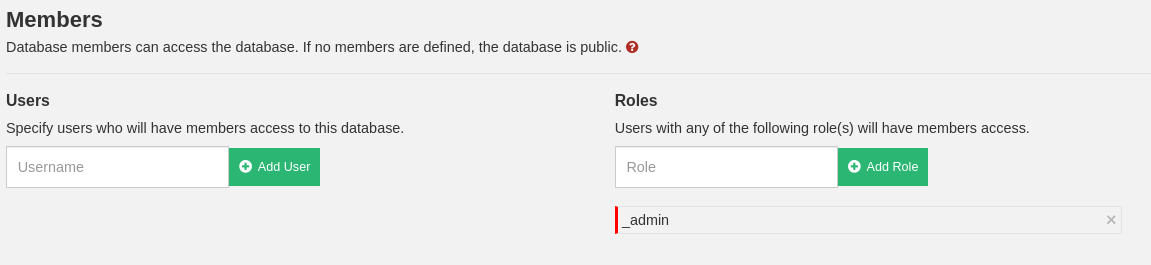 Members
Database members can access the database. If no members are defined, the database is public.
Users
Specify users who will have members access to this database.
Username
Add User
Roles
Users with any of the following role(s) will have members access.
Role
Add Role
_admin